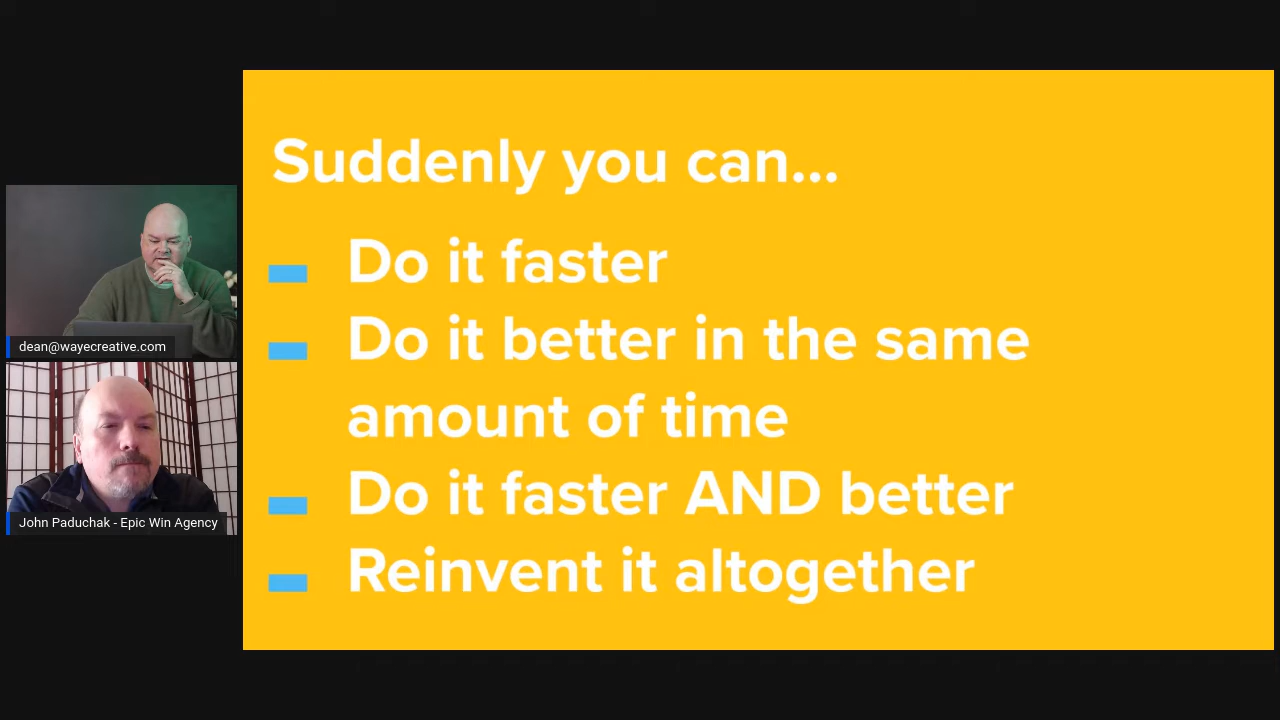 Suddenly you can...
Do it faster
Do it better in the same
amount of time
Do it faster AND better
Reinvent it altogether
dean@wayecreative.com
John Paduchak - Epic Win Agency